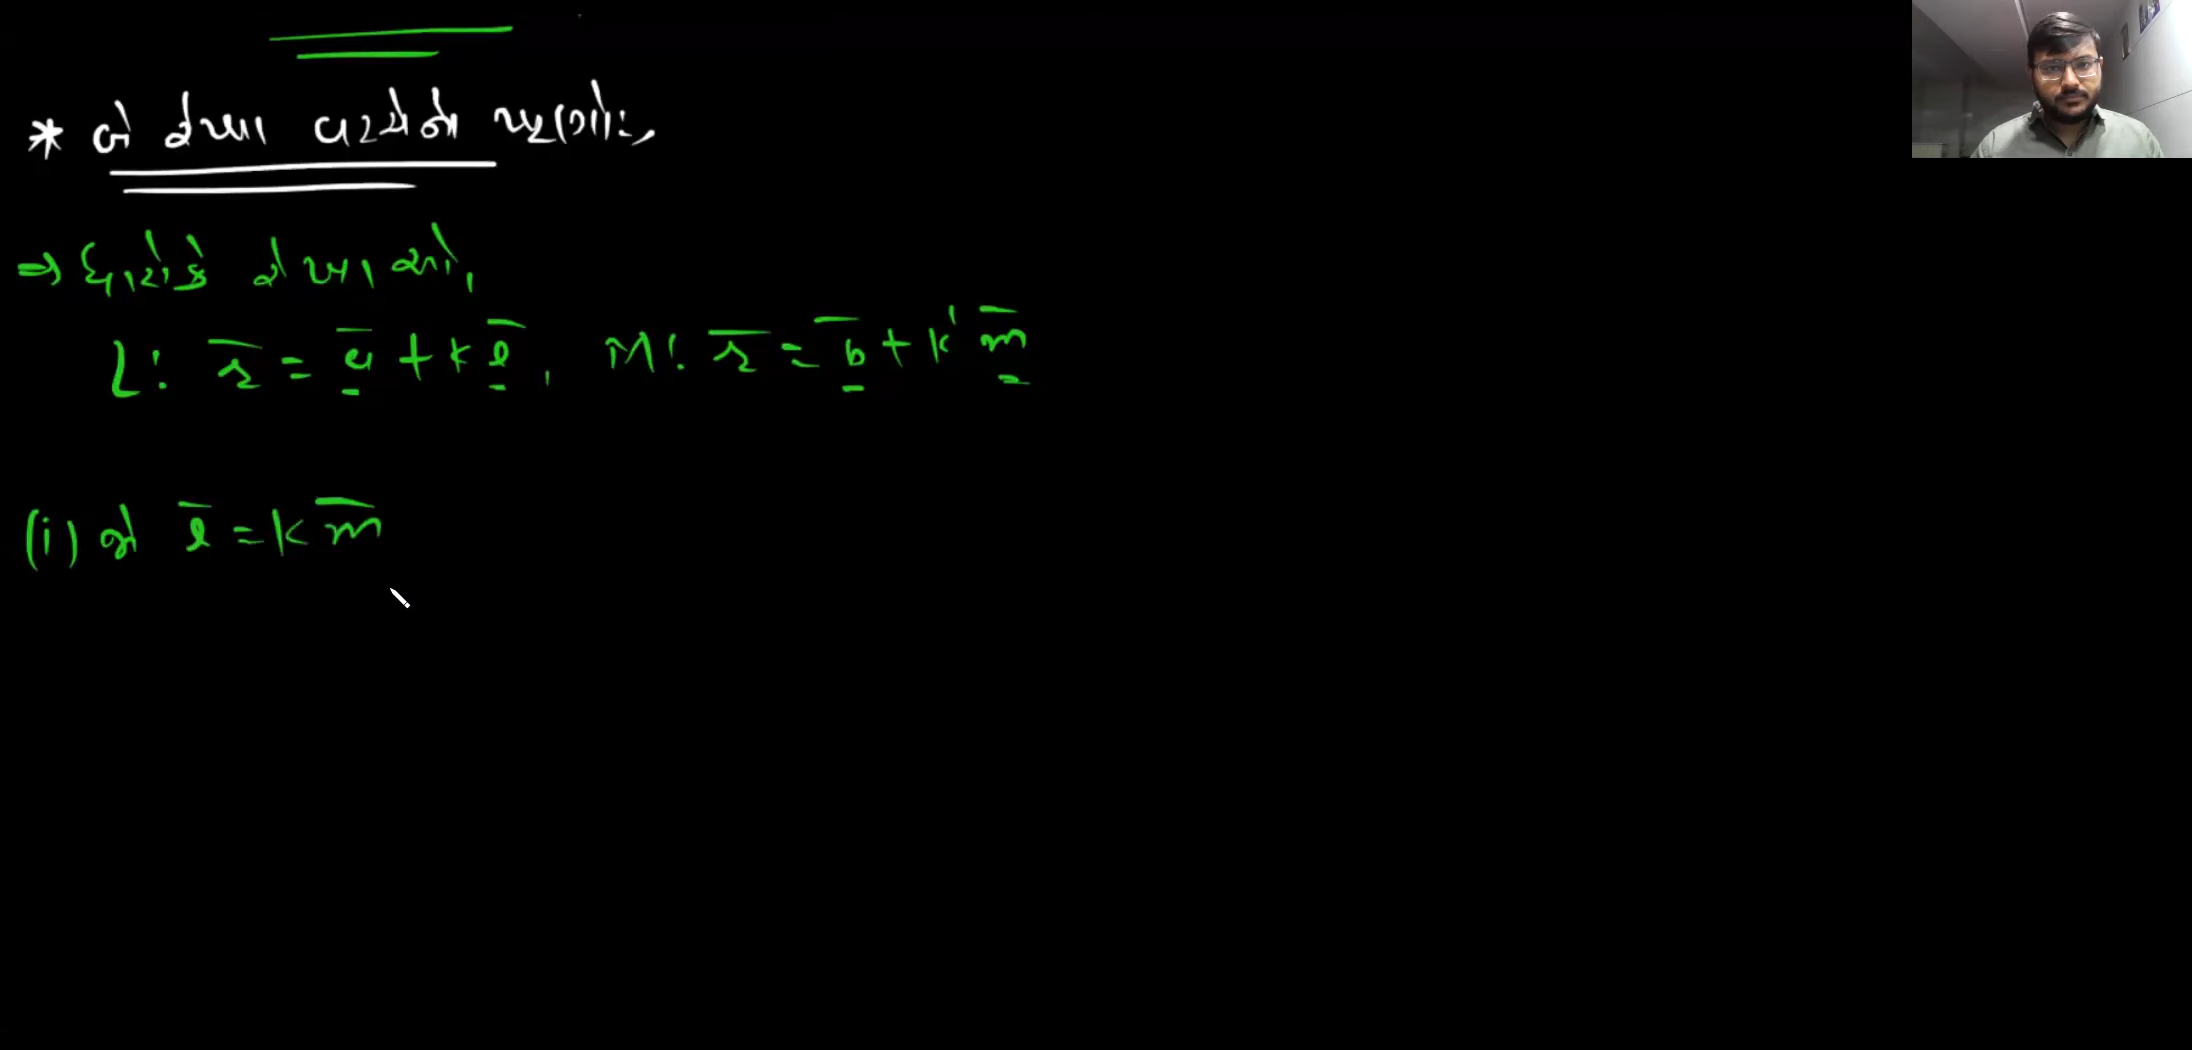 * બે રેખા વચ્ચેનો ખૂણો:
⇒ ધારોકે રેખાઓ,
L: r̅ = a̅ + k l̅, M: r̅ = b̅ + k' m̅
(i) જો l̅ = k m̅